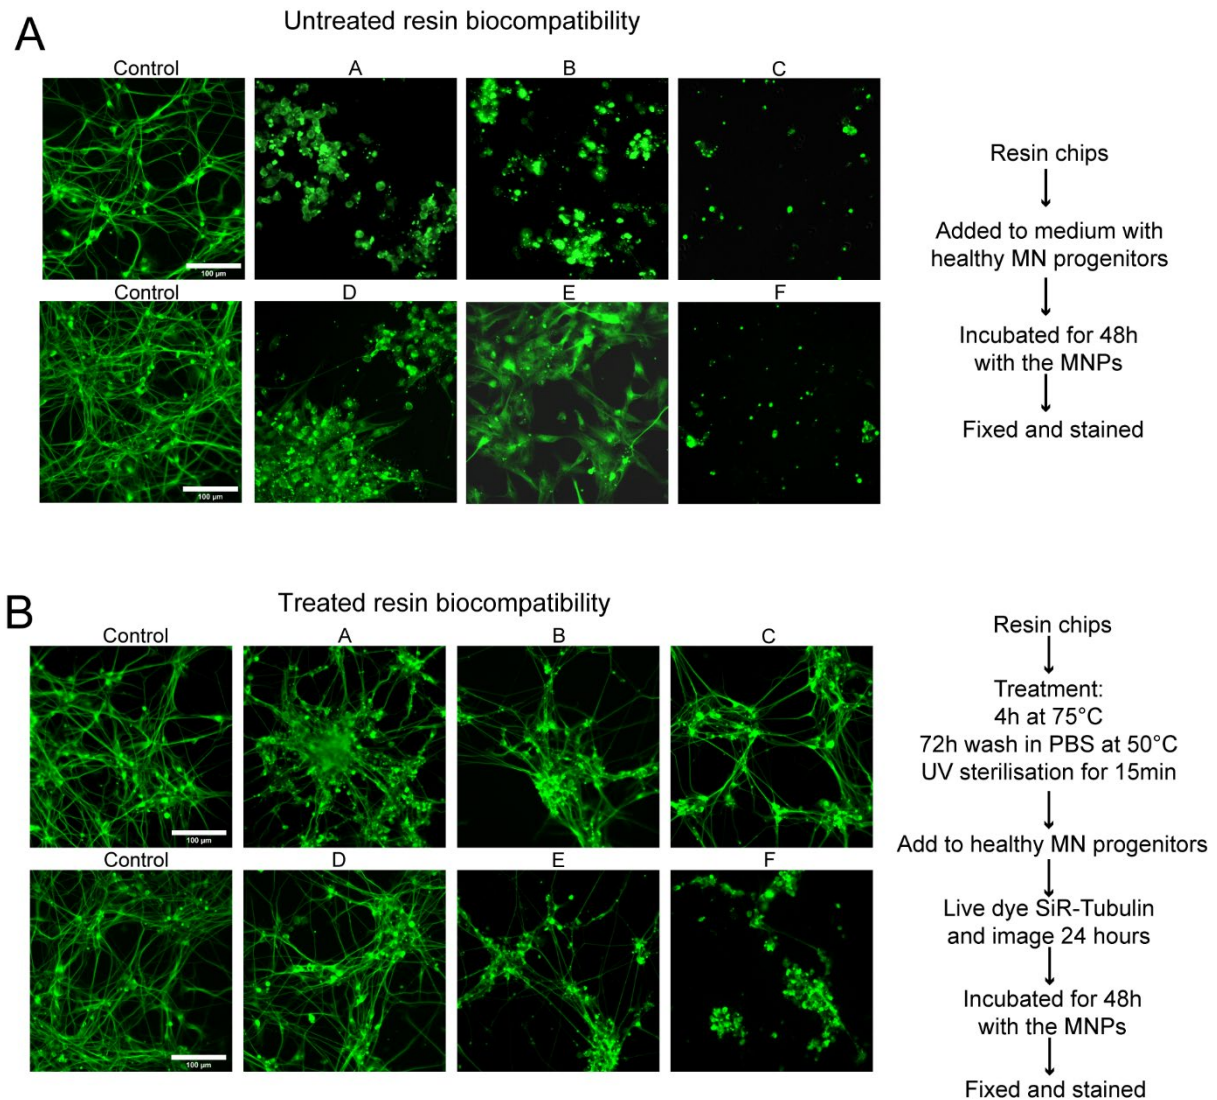 A
Untreated resin biocompatibility
Control
A
B
C
100 µm
Control
D
E
F
100 µm
Resin chips
Added to medium with
healthy MN progenitors
Incubated for 48h
with the MNPs
Fixed and stained
B
Treated resin biocompatibility
Control
A
B
C
100 µm
Control
D
E
F
100 µm
Resin chips
Treatment:
4h at 75°C
72h wash in PBS at 50°C
UV sterilisation for 15min
Add to healthy MN progenitors
Live dye SiR-Tubulin
and image 24 hours
Incubated for 48h
with the MNPs
Fixed and stained